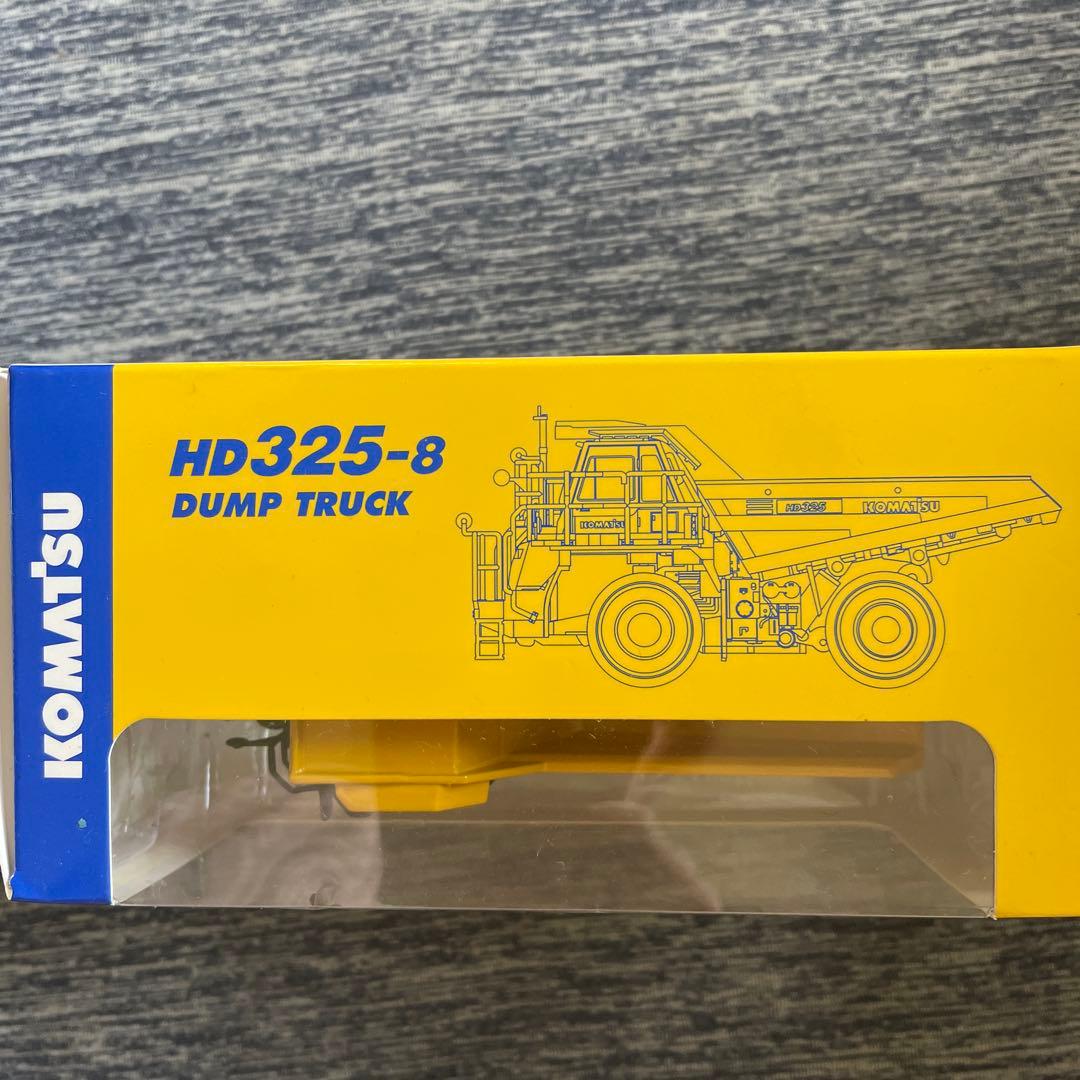 HD325-8
DUMP TRUCK
KOMATSU
HD325
KOMATSU
KOMATSU